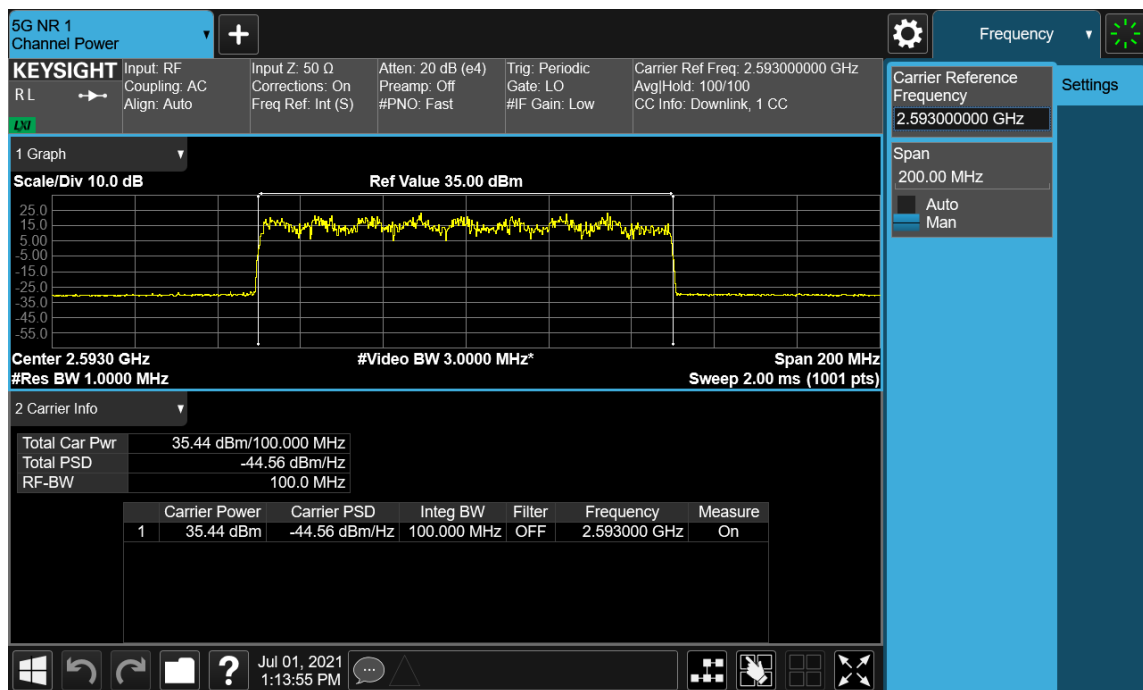 5G NR 1
Channel Power
Frequency
KEYSIGHT
R L
LXI
Input: RF
Coupling: AC
Align: Auto
Input Z: 50 Ω
Corrections: On
Freq Ref: Int (S)
Atten: 20 dB (e4)
Preamp: Off
#PNO: Fast
Trig: Periodic
Gate: LO
#IF Gain: Low
Carrier Ref Freq: 2.593000000 GHz
Avg|Hold: 100/100
CC Info: Downlink, 1 CC
Carrier Reference
Frequency
2.593000000 GHz
Settings
Span
200.00 MHz
Auto
Man
1 Graph
Scale/Div 10.0 dB
Ref Value 35.00 dBm
25.0
15.0
5.00
-5.00
-15.0
-25.0
-35.0
-45.0
-55.0
Center 2.5930 GHz
#Video BW 3.0000 MHz*
Span 200 MHz
#Res BW 1.0000 MHz
Sweep 2.00 ms (1001 pts)
2 Carrier Info
Total Car Pwr 35.44 dBm/100.000 MHz
Total PSD -44.56 dBm/Hz
RF-BW 100.0 MHz
Carrier Power Carrier PSD Integ BW Filter Frequency Measure
1 35.44 dBm -44.56 dBm/Hz 100.000 MHz OFF 2.593000 GHz On
?
Jul 01, 2021
1:13:55 PM